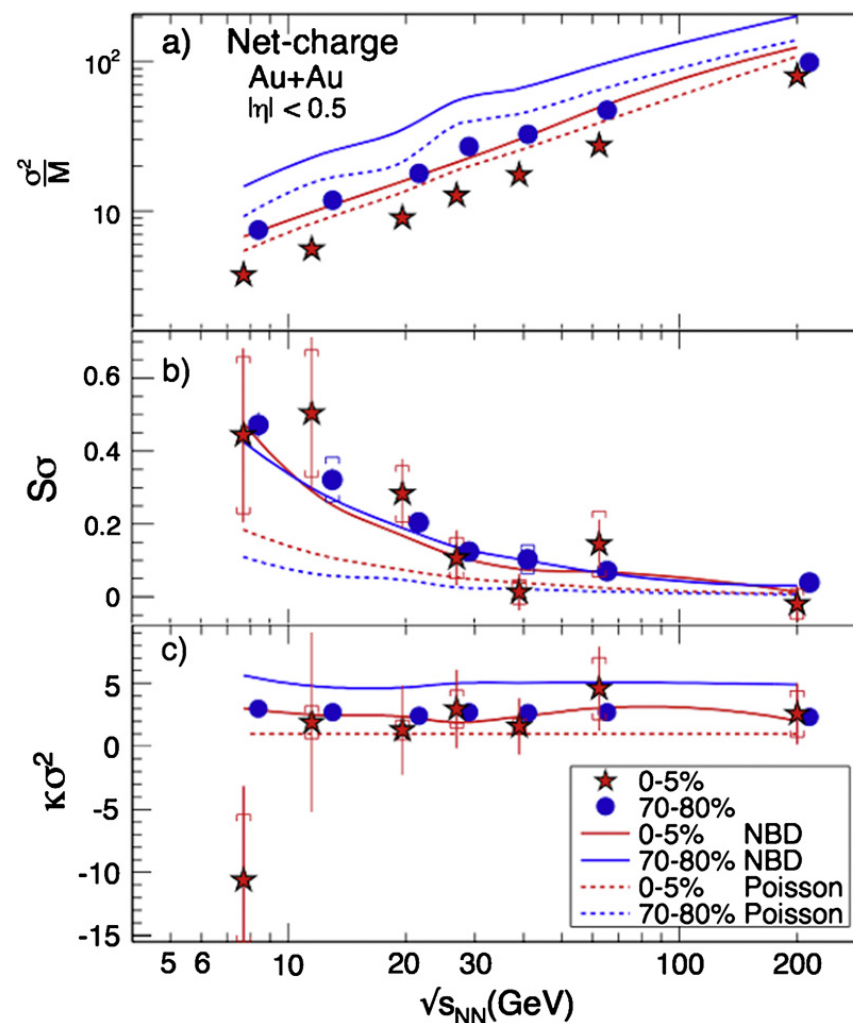 a) Net-charge
Au+Au
|η| < 0.5
10²
10
σ²
M
b)
0.6
0.4
0.2
0
Sσ
c)
5
0
-5
-10
-15
κσ²
0-5%
70-80%
0-5% NBD
70-80% NBD
0-5% Poisson
70-80% Poisson
5 6 10 20 30 100 200
√sNN(GeV)